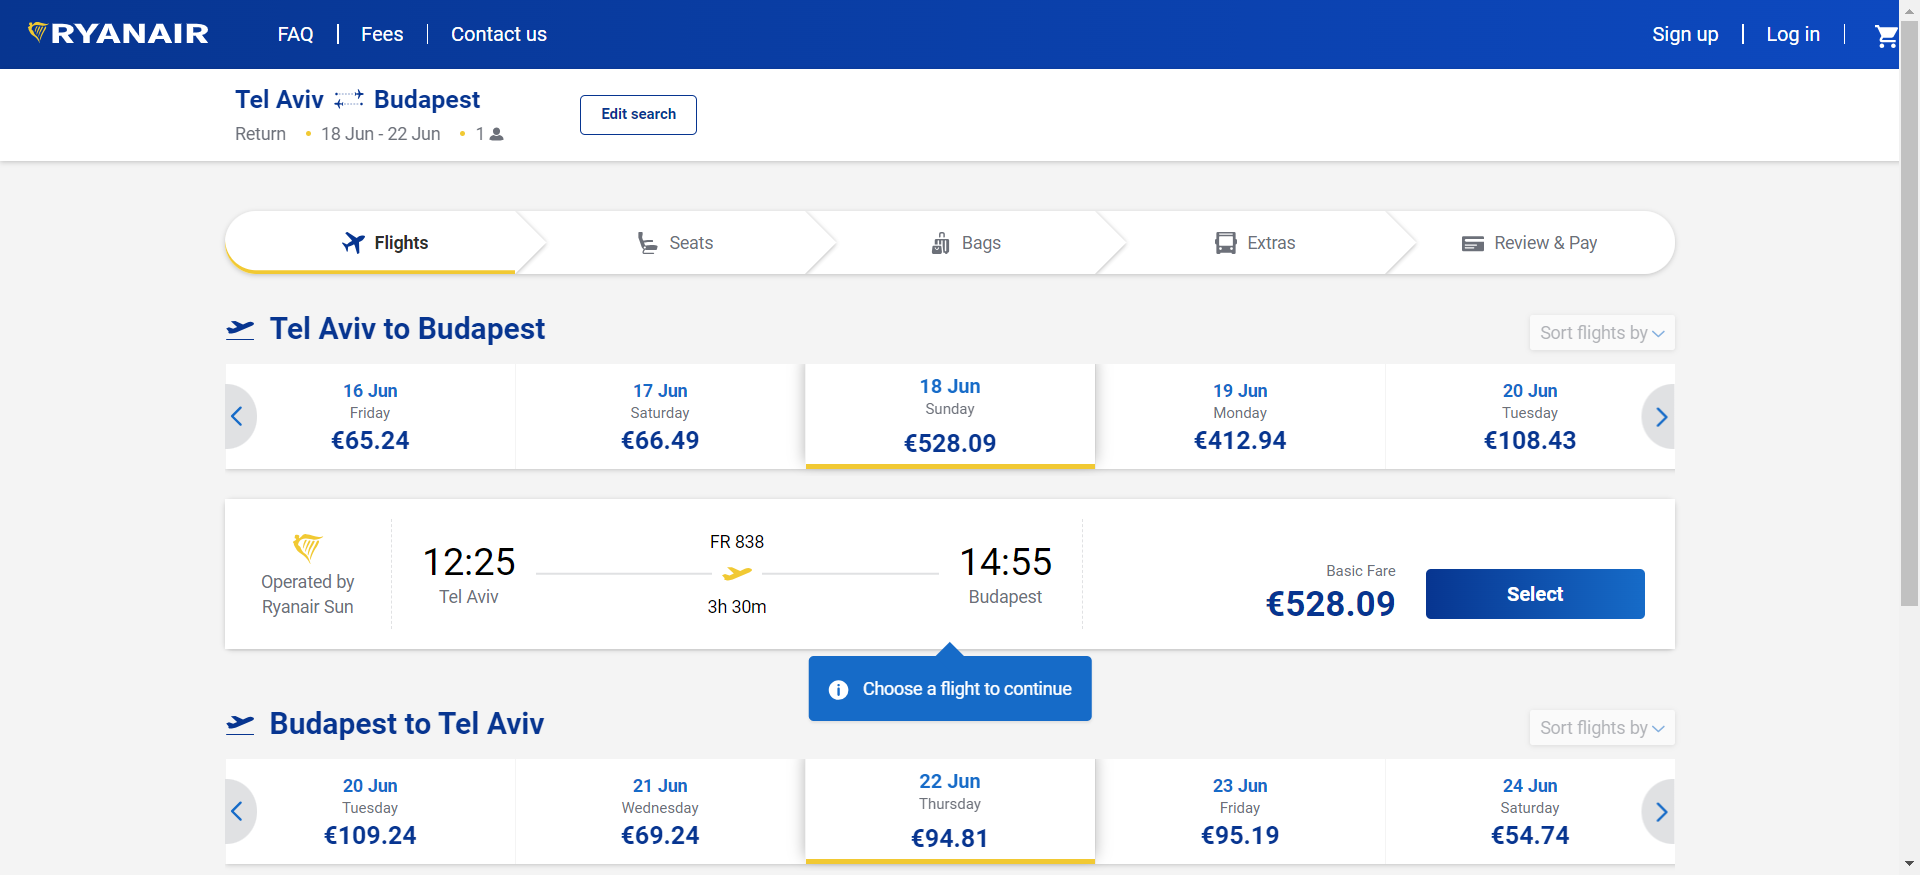 RYANAIR
FAQ
Fees
Contact us
Sign up
Log in
Tel Aviv Budapest
Return • 18 Jun - 22 Jun • 1
Edit search
Flights
Seats
Bags
Extras
Review & Pay
Tel Aviv to Budapest
Sort flights by
16 Jun
Friday
€65.24
17 Jun
Saturday
€66.49
18 Jun
Sunday
€528.09
19 Jun
Monday
€412.94
20 Jun
Tuesday
€108.43
Operated by
Ryanair Sun
12:25
Tel Aviv
FR 838
3h 30m
14:55
Budapest
Basic Fare
€528.09
Select
Choose a flight to continue
Budapest to Tel Aviv
Sort flights by
20 Jun
Tuesday
€109.24
21 Jun
Wednesday
€69.24
22 Jun
Thursday
€94.81
23 Jun
Friday
€95.19
24 Jun
Saturday
€54.74